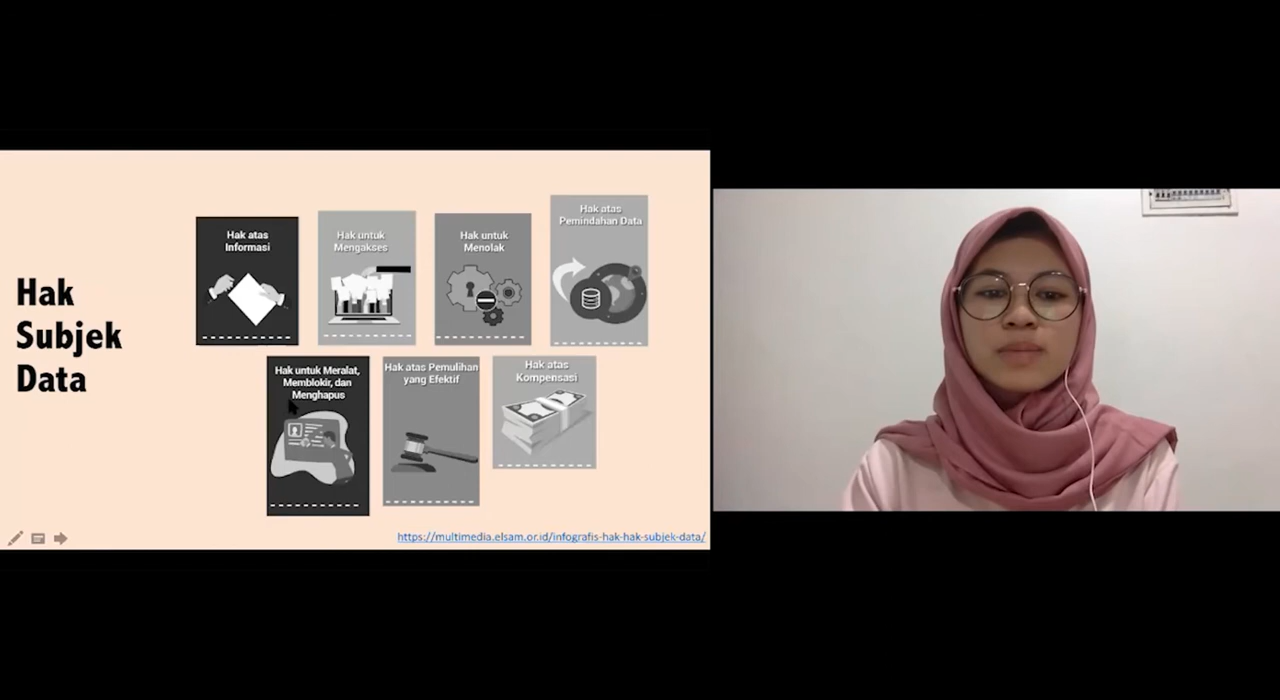 Hak
Subjek
Data
Hak atas
Informasi
Hak untuk
Mengakses
Hak untuk
Menolak
Hak atas
Pemindahan Data
Hak untuk Meralat,
Memblokir, dan
Menghapus
Hak atas Pemulihan
yang Efektif
Hak atas
Kompensasi
https://multimedia.elsam.or.id/infografis-hak-hak-subjek-data/